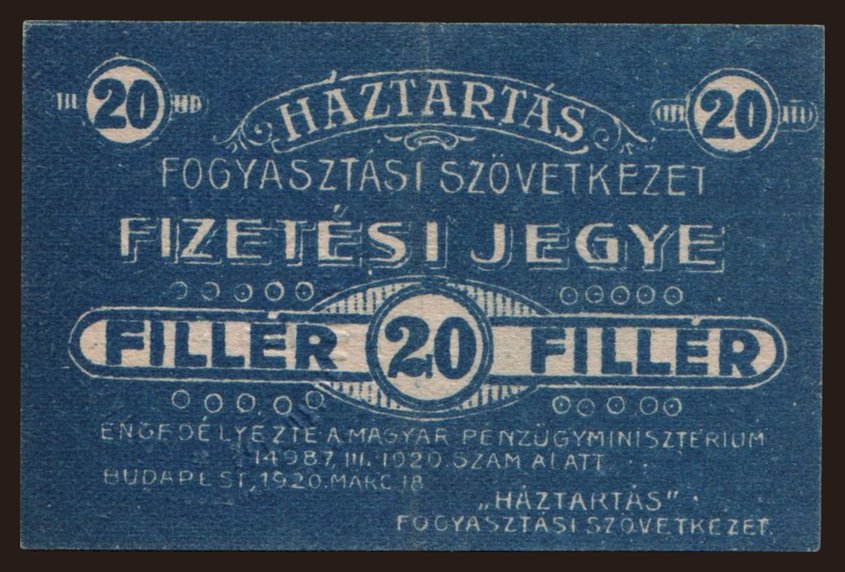 20 HÁZTARTÁS 20
FOGYASZTÁSI SZÖVETKEZET
FIZETÉSI JEGYE
FILLÉR 20 FILLÉR
ENGEDÉLYEZTE A MAGYAR PÉNZÜGYMINISZTÉRIUM
14987. III. 1920. SZÁM ALATT
BUDAPEST, 1920. MÁRC 18
„HÁZTARTÁS"
FOGYASZTÁSI SZÖVETKEZET.